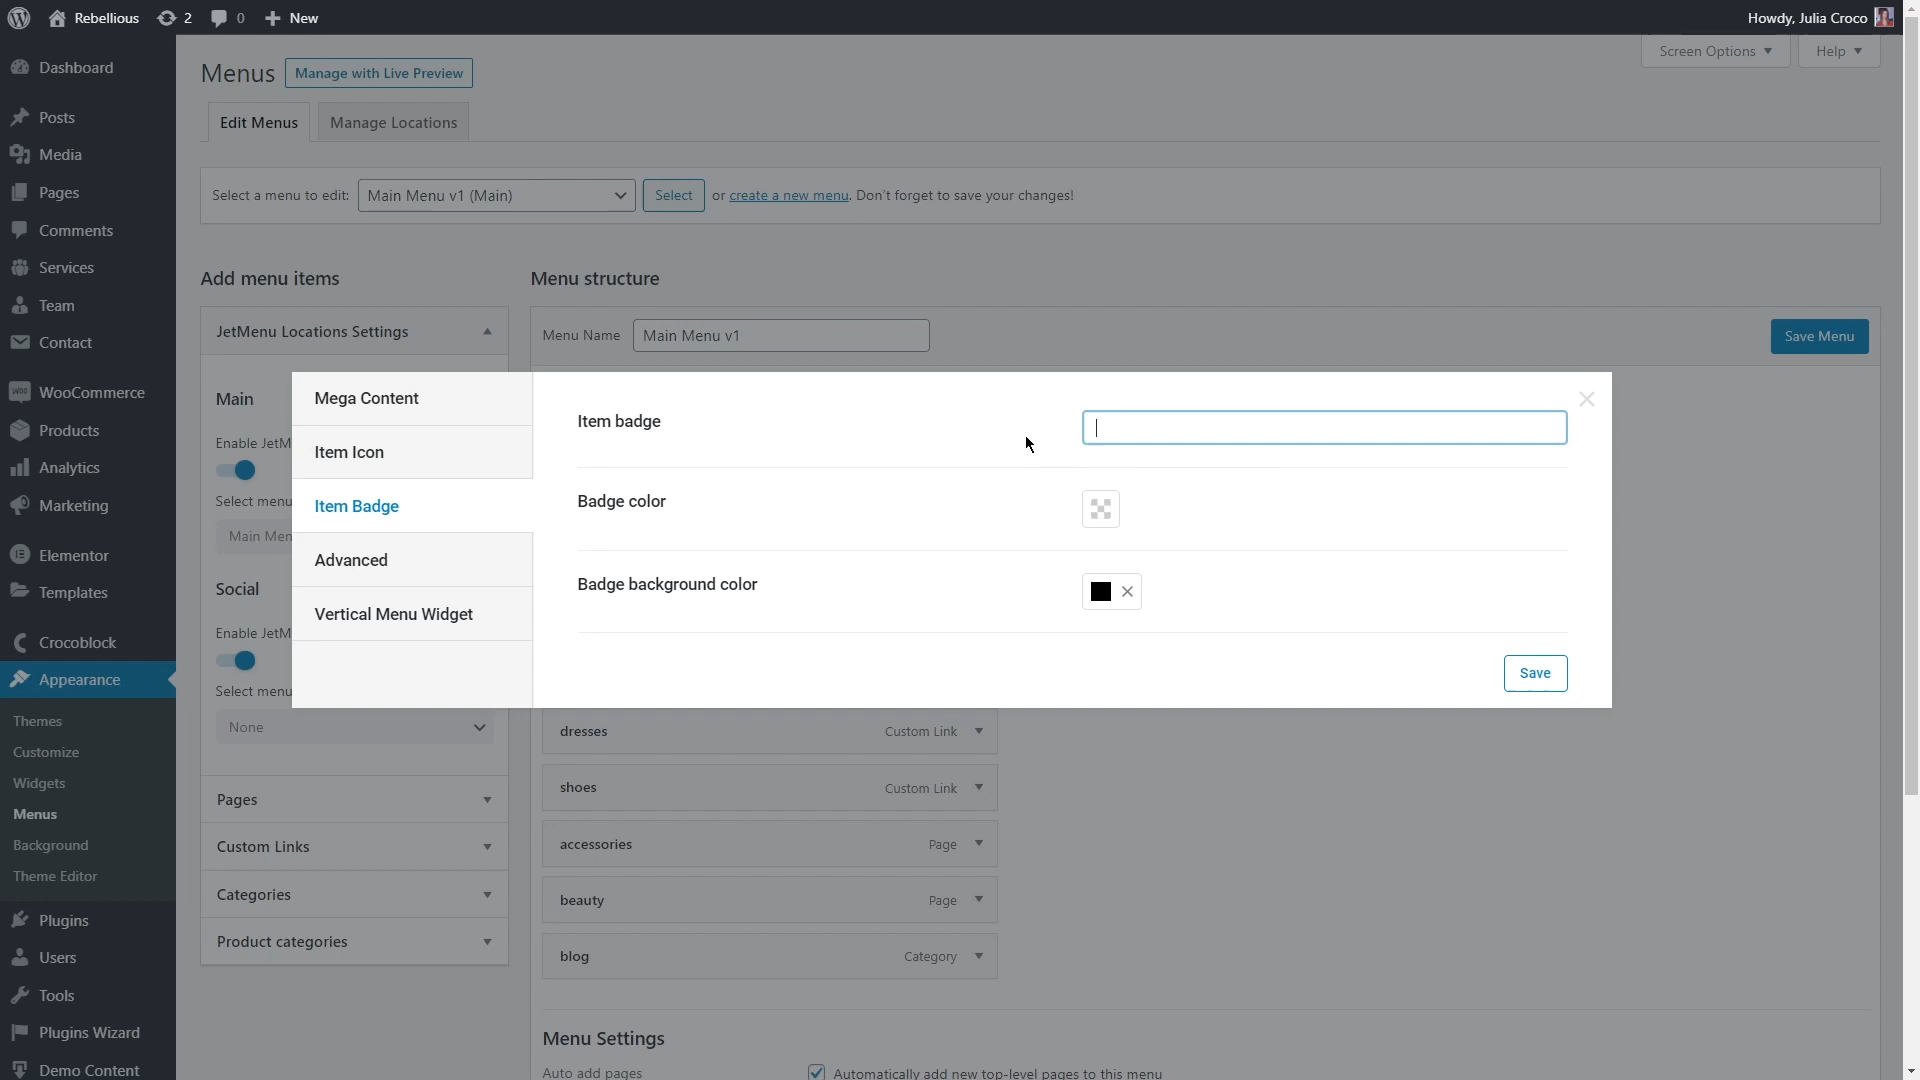 Rebellious 2 0 New
Howdy, Julia Croco
Dashboard
Posts
Media
Pages
Comments
Services
Team
Contact
WooCommerce
Products
Analytics
Marketing
Elementor
Templates
Crocoblock
Appearance
Themes
Customize
Widgets
Menus
Background
Theme Editor
Plugins
Users
Tools
Plugins Wizard
Demo Content
Screen Options
Help
Menus
Manage with Live Preview
Edit Menus
Manage Locations
Select a menu to edit: Main Menu v1 (Main) Select or create a new menu. Don't forget to save your changes!
Add menu items
JetMenu Locations Settings
Main
Enable JetM
Select menu
Main Men
Social
Enable JetM
Select menu
None
Pages
Custom Links
Categories
Product categories
Menu structure
Menu Name Main Menu v1
Save Menu
Mega Content
Item Icon
Item Badge
Advanced
Vertical Menu Widget
Item badge
Badge color
Badge background color
Save
dresses Custom Link
shoes Custom Link
accessories Page
beauty Page
blog Category
Menu Settings
Auto add pages Automatically add new top-level pages to this menu